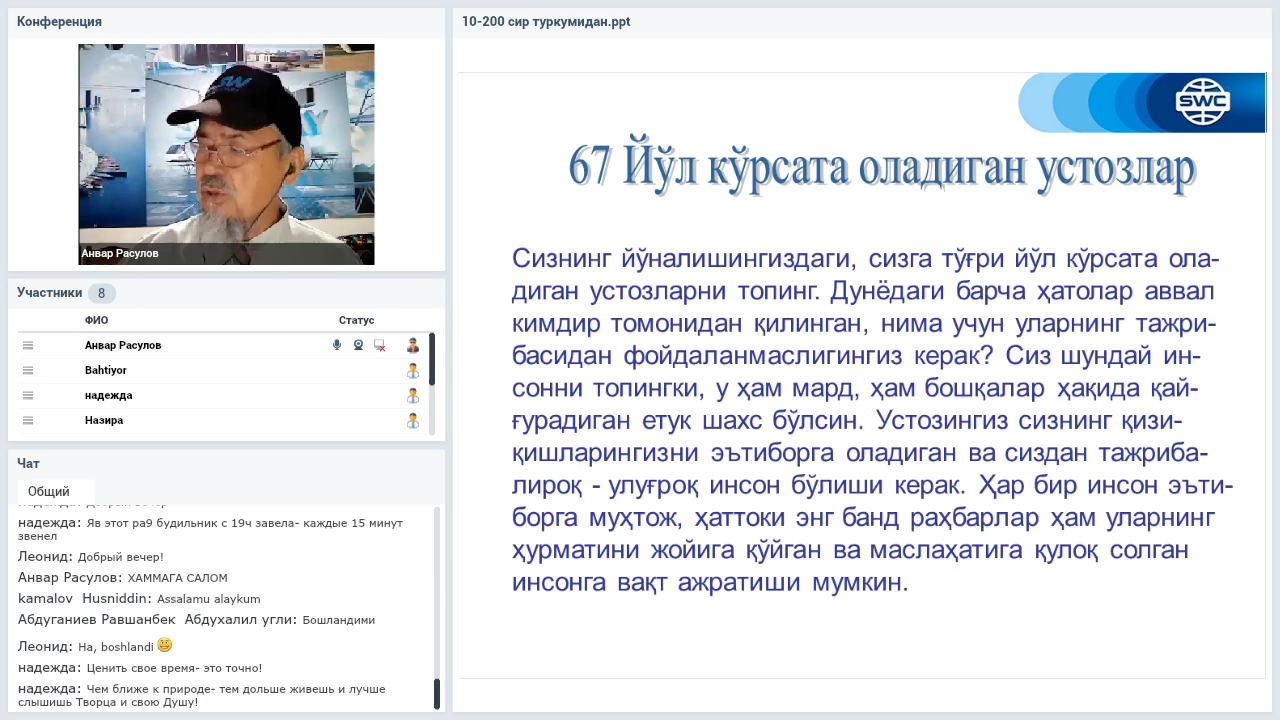 Конференция
SW
Анвар Расулов
Участники 8
ФИО Статус
Анвар Расулов
Bahtiyor
надежда
Назира
Чат
Общий
надежда: Яв этот ра9 будильник с 19ч завела- каждые 15 минут
звенел
Леонид: Добрый вечер!
Анвар Расулов: ХАММАГА САЛОМ
kamalov Husniddin: Assalamu alaykum
Абдуганиев Равшанбек Абдухалил угли: Бошландими
Леонид: На, boshlandi
надежда: Ценить свое время- это точно!
надежда: Чем ближе к природе- тем дольше живешь и лучше
слышишь Творца и свою Душу!
10-200 сир туркумидан.ppt
SWC
67 Йўл кўрсата оладиган устозлар
Сизнинг йўналишингиздаги, сизга тўғри йўл кўрсата ола-
диган устозларни топинг. Дунёдаги барча ҳатолар аввал
кимдир томонидан қилинган, нима учун уларнинг тажри-
басидан фойдаланмаслигингиз керак? Сиз шундай ин-
сонни топингки, у ҳам мард, ҳам бошқалар ҳақида қай-
ғурадиган етук шахс бўлсин. Устозингиз сизнинг қизи-
қишларингизни эътиборга оладиган ва сиздан тажриба-
лироқ - улуғроқ инсон бўлиши керак. Ҳар бир инсон эъти-
борга муҳтож, ҳаттоки энг банд раҳбарлар ҳам уларнинг
ҳурматини жойига қўйган ва маслаҳатига қулоқ солган
инсонга вақт ажратиши мумкин.